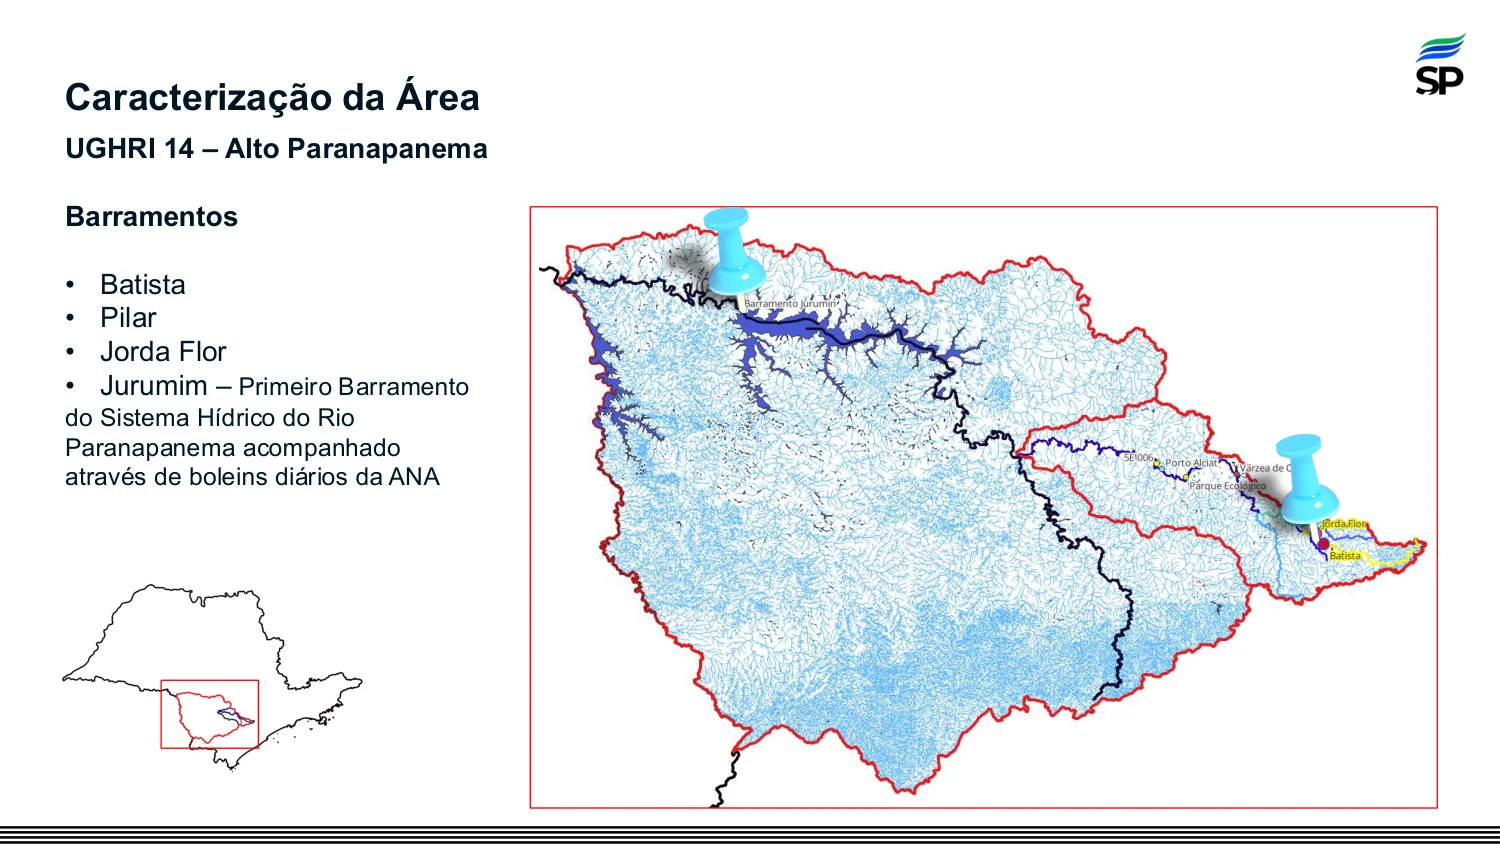 SP
Caracterização da Área
UGHRI 14 – Alto Paranapanema
Barramentos
• Batista
• Pilar
• Jorda Flor
• Jurumim – Primeiro Barramento
do Sistema Hídrico do Rio
Paranapanema acompanhado
através de boleins diários da ANA
Barramento Jurumin
5E-006
Porto Alciat
Várzea de C
Parque Ecológico
Jorda Flor
Batista